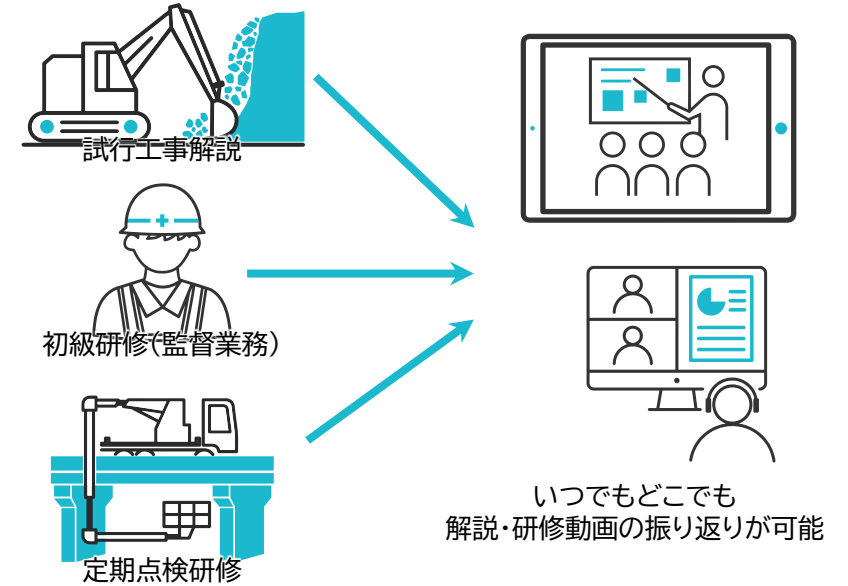 試行工事解説
初級研修(監督業務)
定期点検研修
いつでもどこでも
解説・研修動画の振り返りが可能